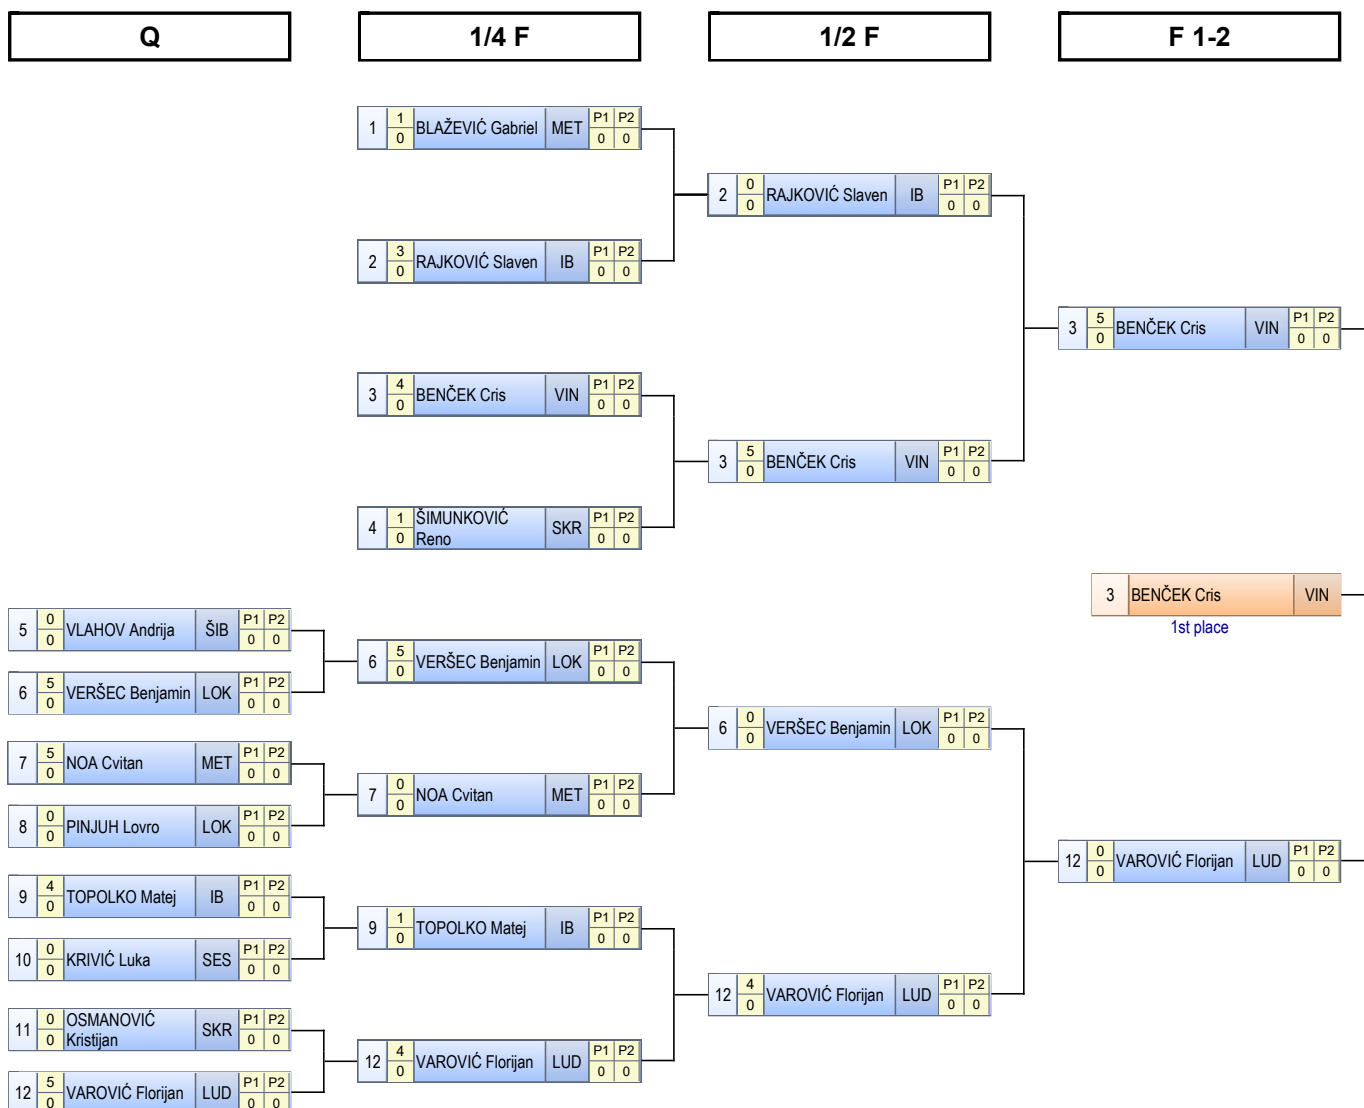 Q
1/4 F
1/2 F
F 1-2
1 1 0 BLAŽEVIĆ Gabriel MET P1 P2 0 0
2 3 0 RAJKOVIĆ Slaven IB P1 P2 0 0
3 4 0 BENČEK Cris VIN P1 P2 0 0
4 1 0 ŠIMUNKOVIĆ
Reno SKR P1 P2 0 0
2 0 0 RAJKOVIĆ Slaven IB P1 P2 0 0
3 5 0 BENČEK Cris VIN P1 P2 0 0
3 5 0 BENČEK Cris VIN P1 P2 0 0
3 BENČEK Cris VIN
1st place
5 0 0 VLAHOV Andrija ŠIB P1 P2 0 0
6 5 0 VERŠEC Benjamin LOK P1 P2 0 0
7 5 0 NOA Cvitan MET P1 P2 0 0
8 0 0 PINJUH Lovro LOK P1 P2 0 0
9 4 0 TOPOLKO Matej IB P1 P2 0 0
10 0 0 KRIVIĆ Luka SES P1 P2 0 0
11 0 0 OSMANOVIĆ
Kristijan SKR P1 P2 0 0
12 5 0 VAROVIĆ Florijan LUD P1 P2 0 0
6 5 0 VERŠEC Benjamin LOK P1 P2 0 0
7 0 0 NOA Cvitan MET P1 P2 0 0
9 1 0 TOPOLKO Matej IB P1 P2 0 0
12 4 0 VAROVIĆ Florijan LUD P1 P2 0 0
6 0 0 VERŠEC Benjamin LOK P1 P2 0 0
12 4 0 VAROVIĆ Florijan LUD P1 P2 0 0
12 0 0 VAROVIĆ Florijan LUD P1 P2 0 0